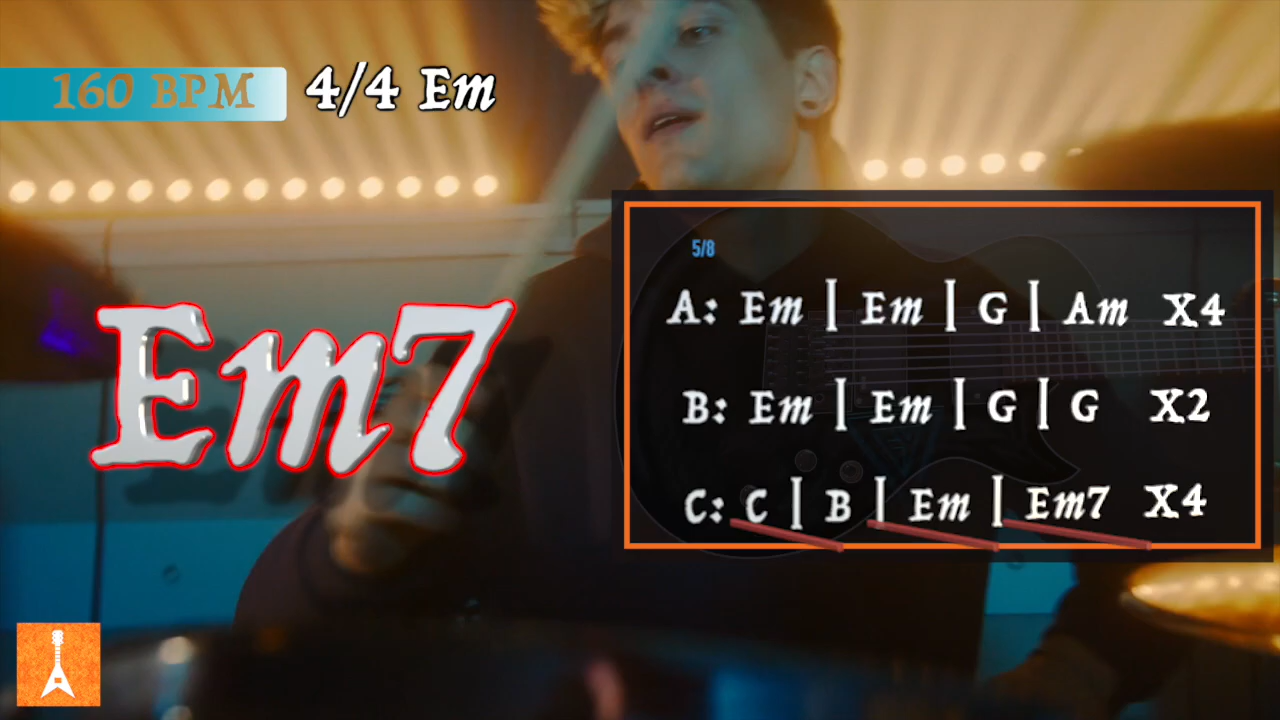 160 BPM 4/4 Em
5/8
A: Em | Em | G | Am X4
Em7
B: Em | Em | G | G X2
C: C | B | Em | Em7 X4